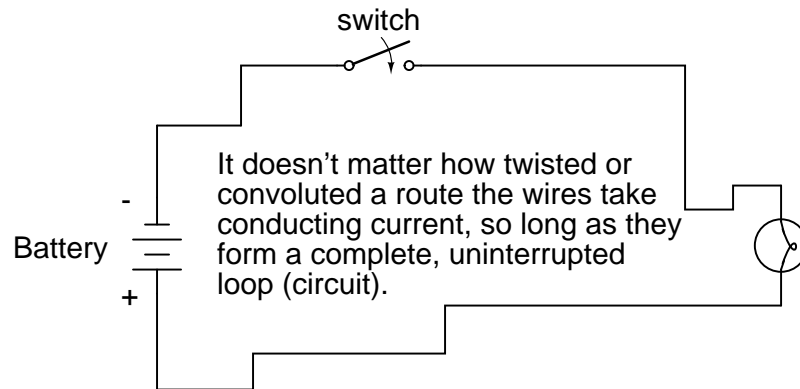 switch
It doesn’t matter how twisted or
convoluted a route the wires take
conducting current, so long as they
form a complete, uninterrupted
loop (circuit).
-
Battery
+